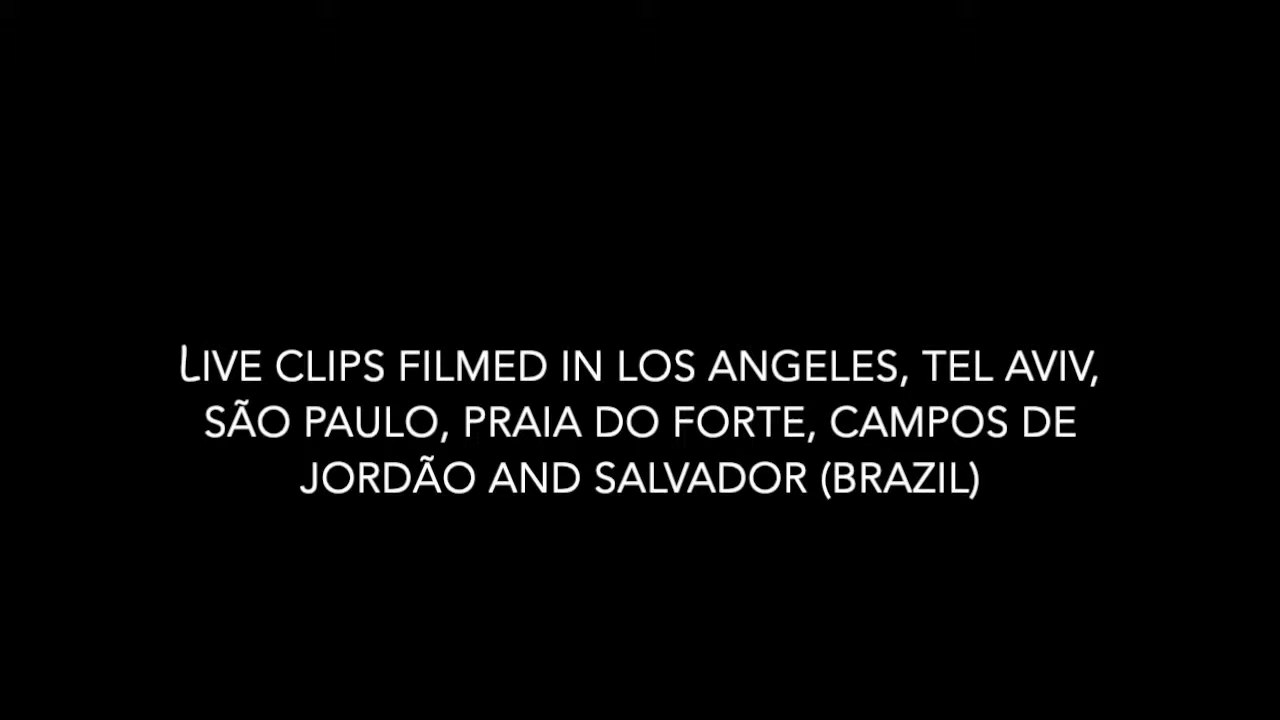 LIVE CLIPS FILMED IN LOS ANGELES, TEL AVIV,
SÃO PAULO, PRAIA DO FORTE, CAMPOS DE
JORDÃO AND SALVADOR (BRAZIL)